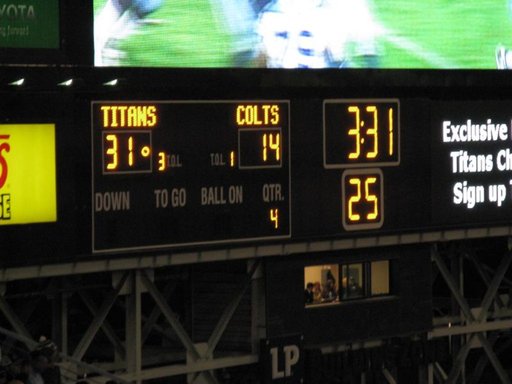 TOYOTA
TITANS COLTS
31 3 T.O.L T.O.L 1 14
DOWN TO GO BALL ON QTR.
4
3:31
25
Exclusive
Titans Ch
Sign up
LP